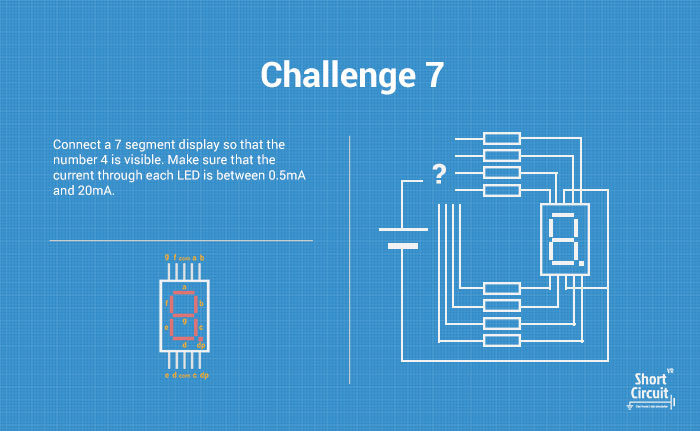 Challenge 7
Connect a 7 segment display so that the
number 4 is visible. Make sure that the
current through each LED is between 0.5mA
and 20mA.
?
g f com a b
a
f b
g
e c
d dp
e d com c dp
Short VR
Circuit